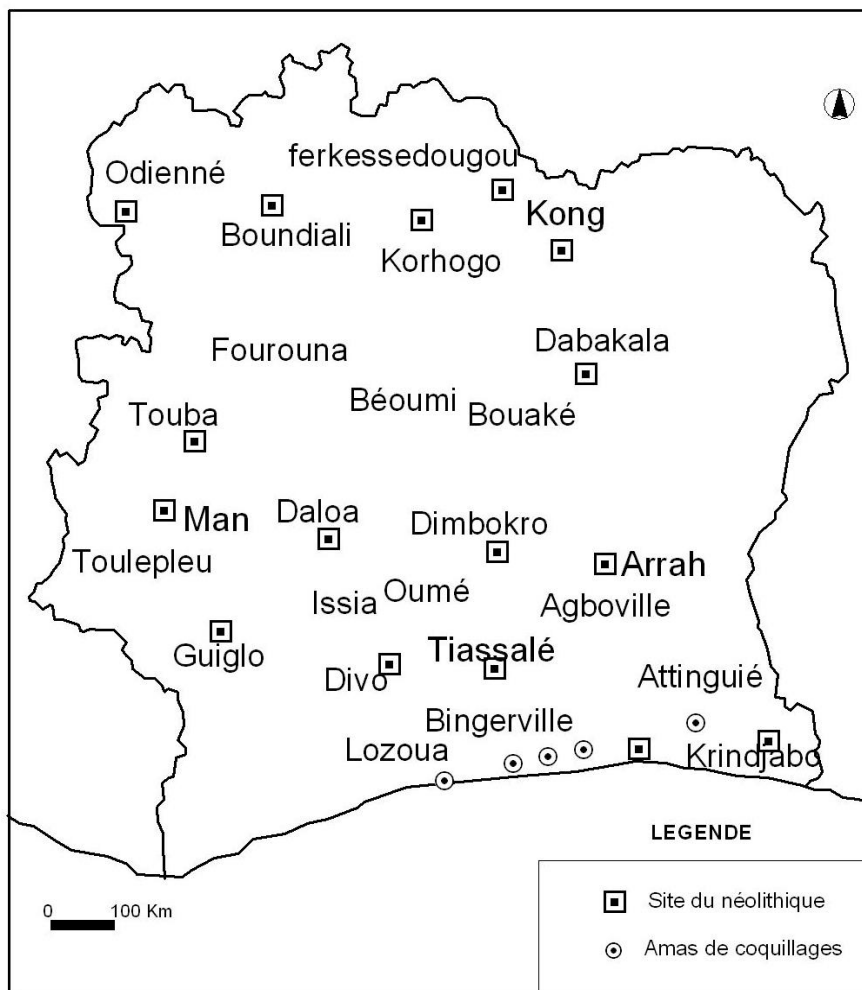 ferkessedougou
Odienné
Kong
Boundiali
Korhogo
Dabakala
Fourouna
Béoumi
Bouaké
Touba
Man
Daloa
Dimbokro
Toulepleu
Arrah
Issia
Oumé
Agboville
Guiglo
Tiassalé
Divo
Attinguié
Bingerville
Lozoua
Krindjabo
LEGENDE
0 100 Km
Site du néolithique
Amas de coquillages